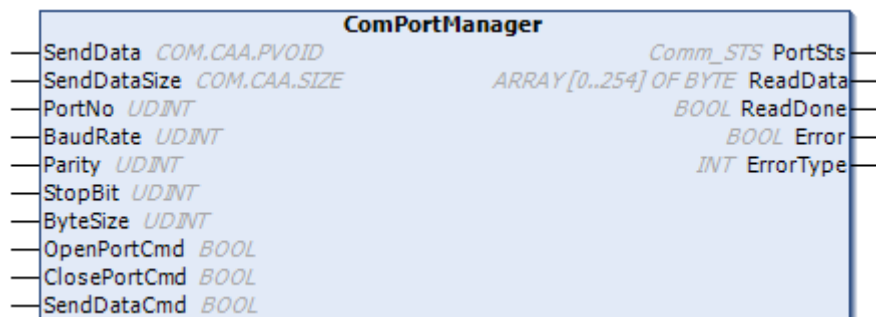 ComPortManager
SendData COM.CAA.PVOID Comm_STS PortSts
SendDataSize COM.CAA.SIZE ARRAY [0..254] OF BYTE ReadData
PortNo UDINT BOOL ReadDone
BaudRate UDINT BOOL Error
Parity UDINT INT ErrorType
StopBit UDINT
ByteSize UDINT
OpenPortCmd BOOL
ClosePortCmd BOOL
SendDataCmd BOOL